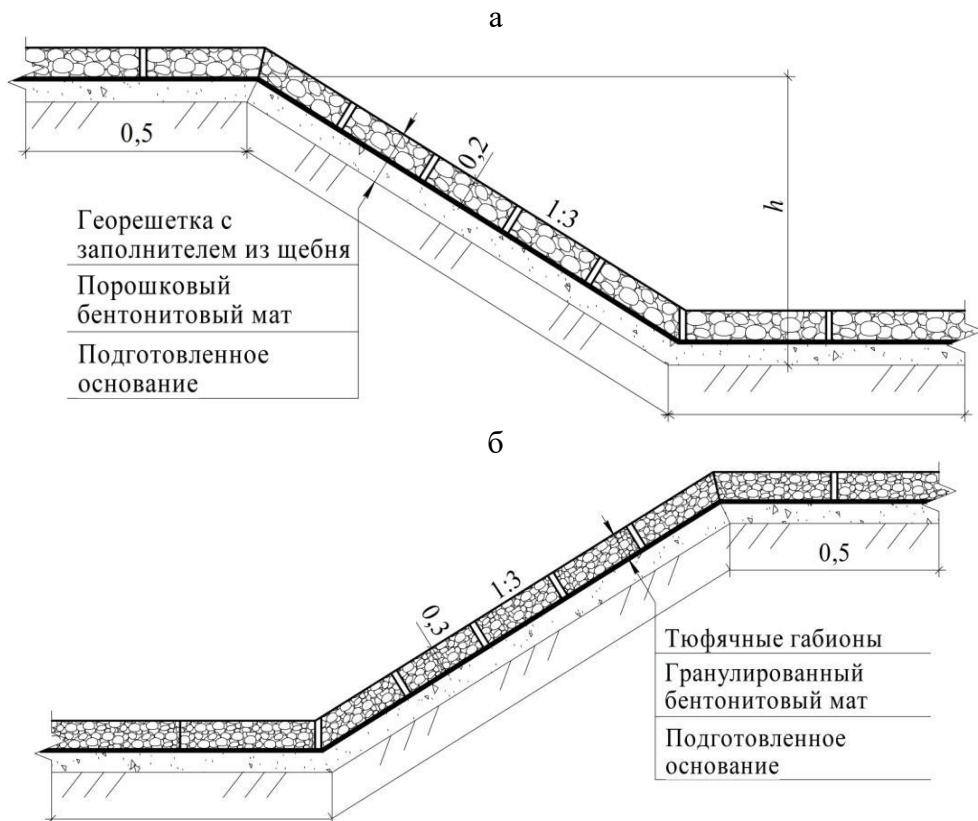 а
0,5
0,2
1:3
h
Георешетка с
заполнителем из щебня
Порошковый
бентонитовый мат
Подготовленное
основание
б
0,3
1:3
0,5
Тюфячные габионы
Гранулированный
бентонитовый мат
Подготовленное
основание